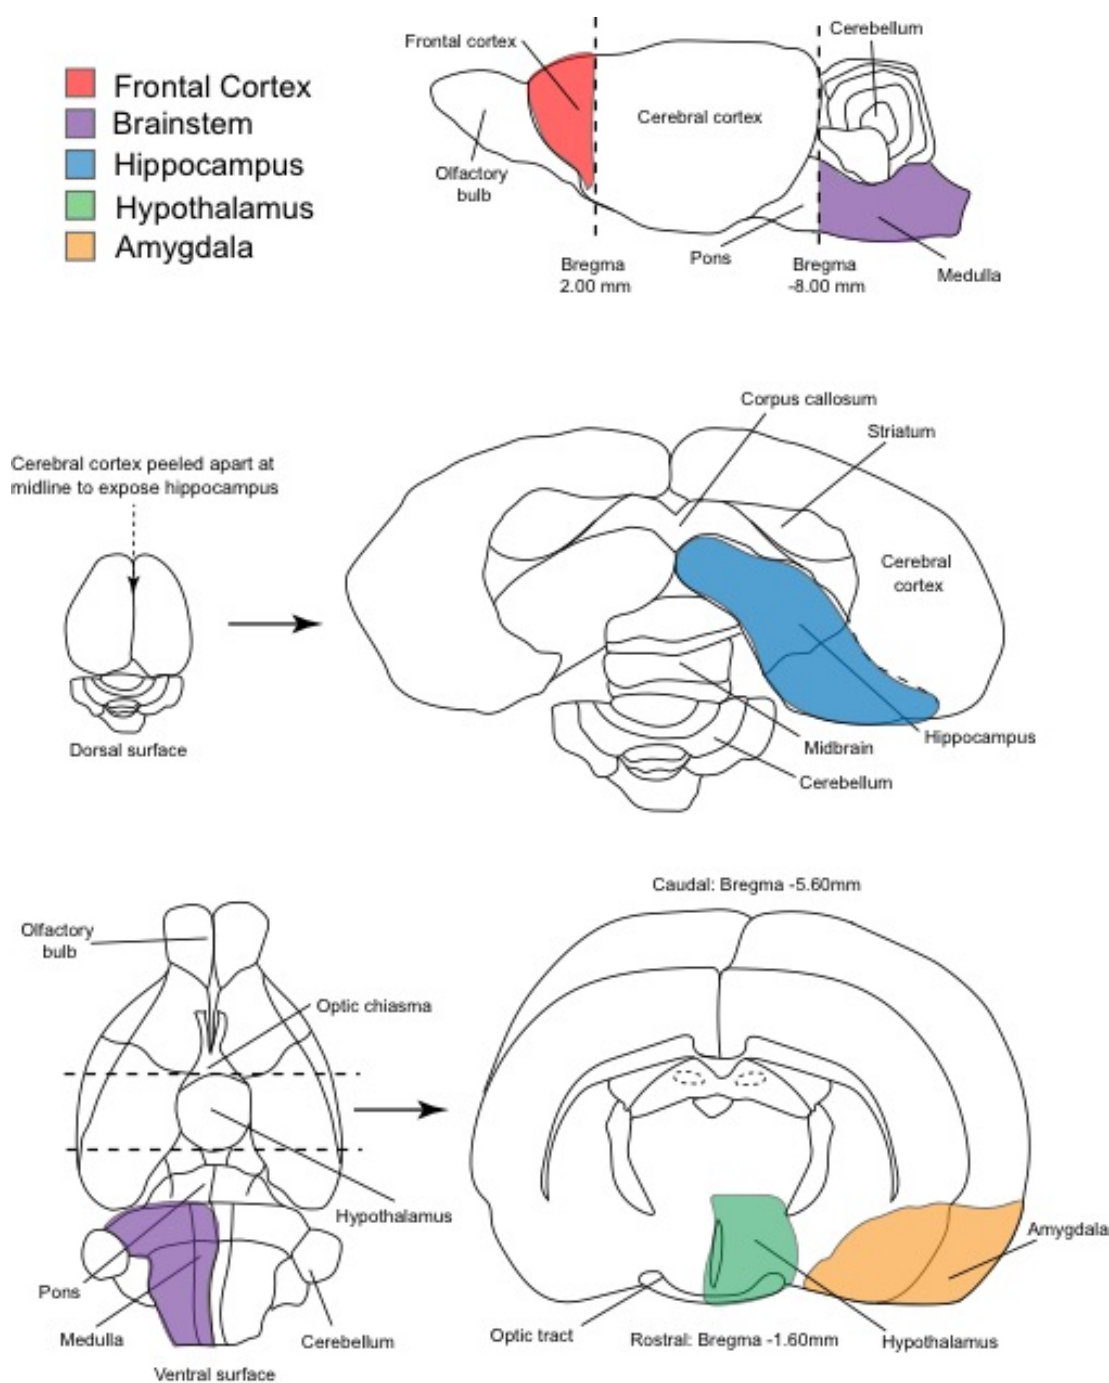 Frontal Cortex
Brainstem
Hippocampus
Hypothalamus
Amygdala
Frontal cortex
Cerebellum
Cerebral cortex
Olfactory
bulb
Pons
Medulla
Bregma
2.00 mm
Bregma
-8.00 mm
Cerebral cortex peeled apart at
midline to expose hippocampus
Dorsal surface
Corpus callosum
Striatum
Cerebral
cortex
Midbrain
Hippocampus
Cerebellum
Olfactory
bulb
Optic chiasma
Hypothalamus
Pons
Medulla
Cerebellum
Ventral surface
Caudal: Bregma -5.60mm
Amygdala
Optic tract
Rostral: Bregma -1.60mm
Hypothalamus